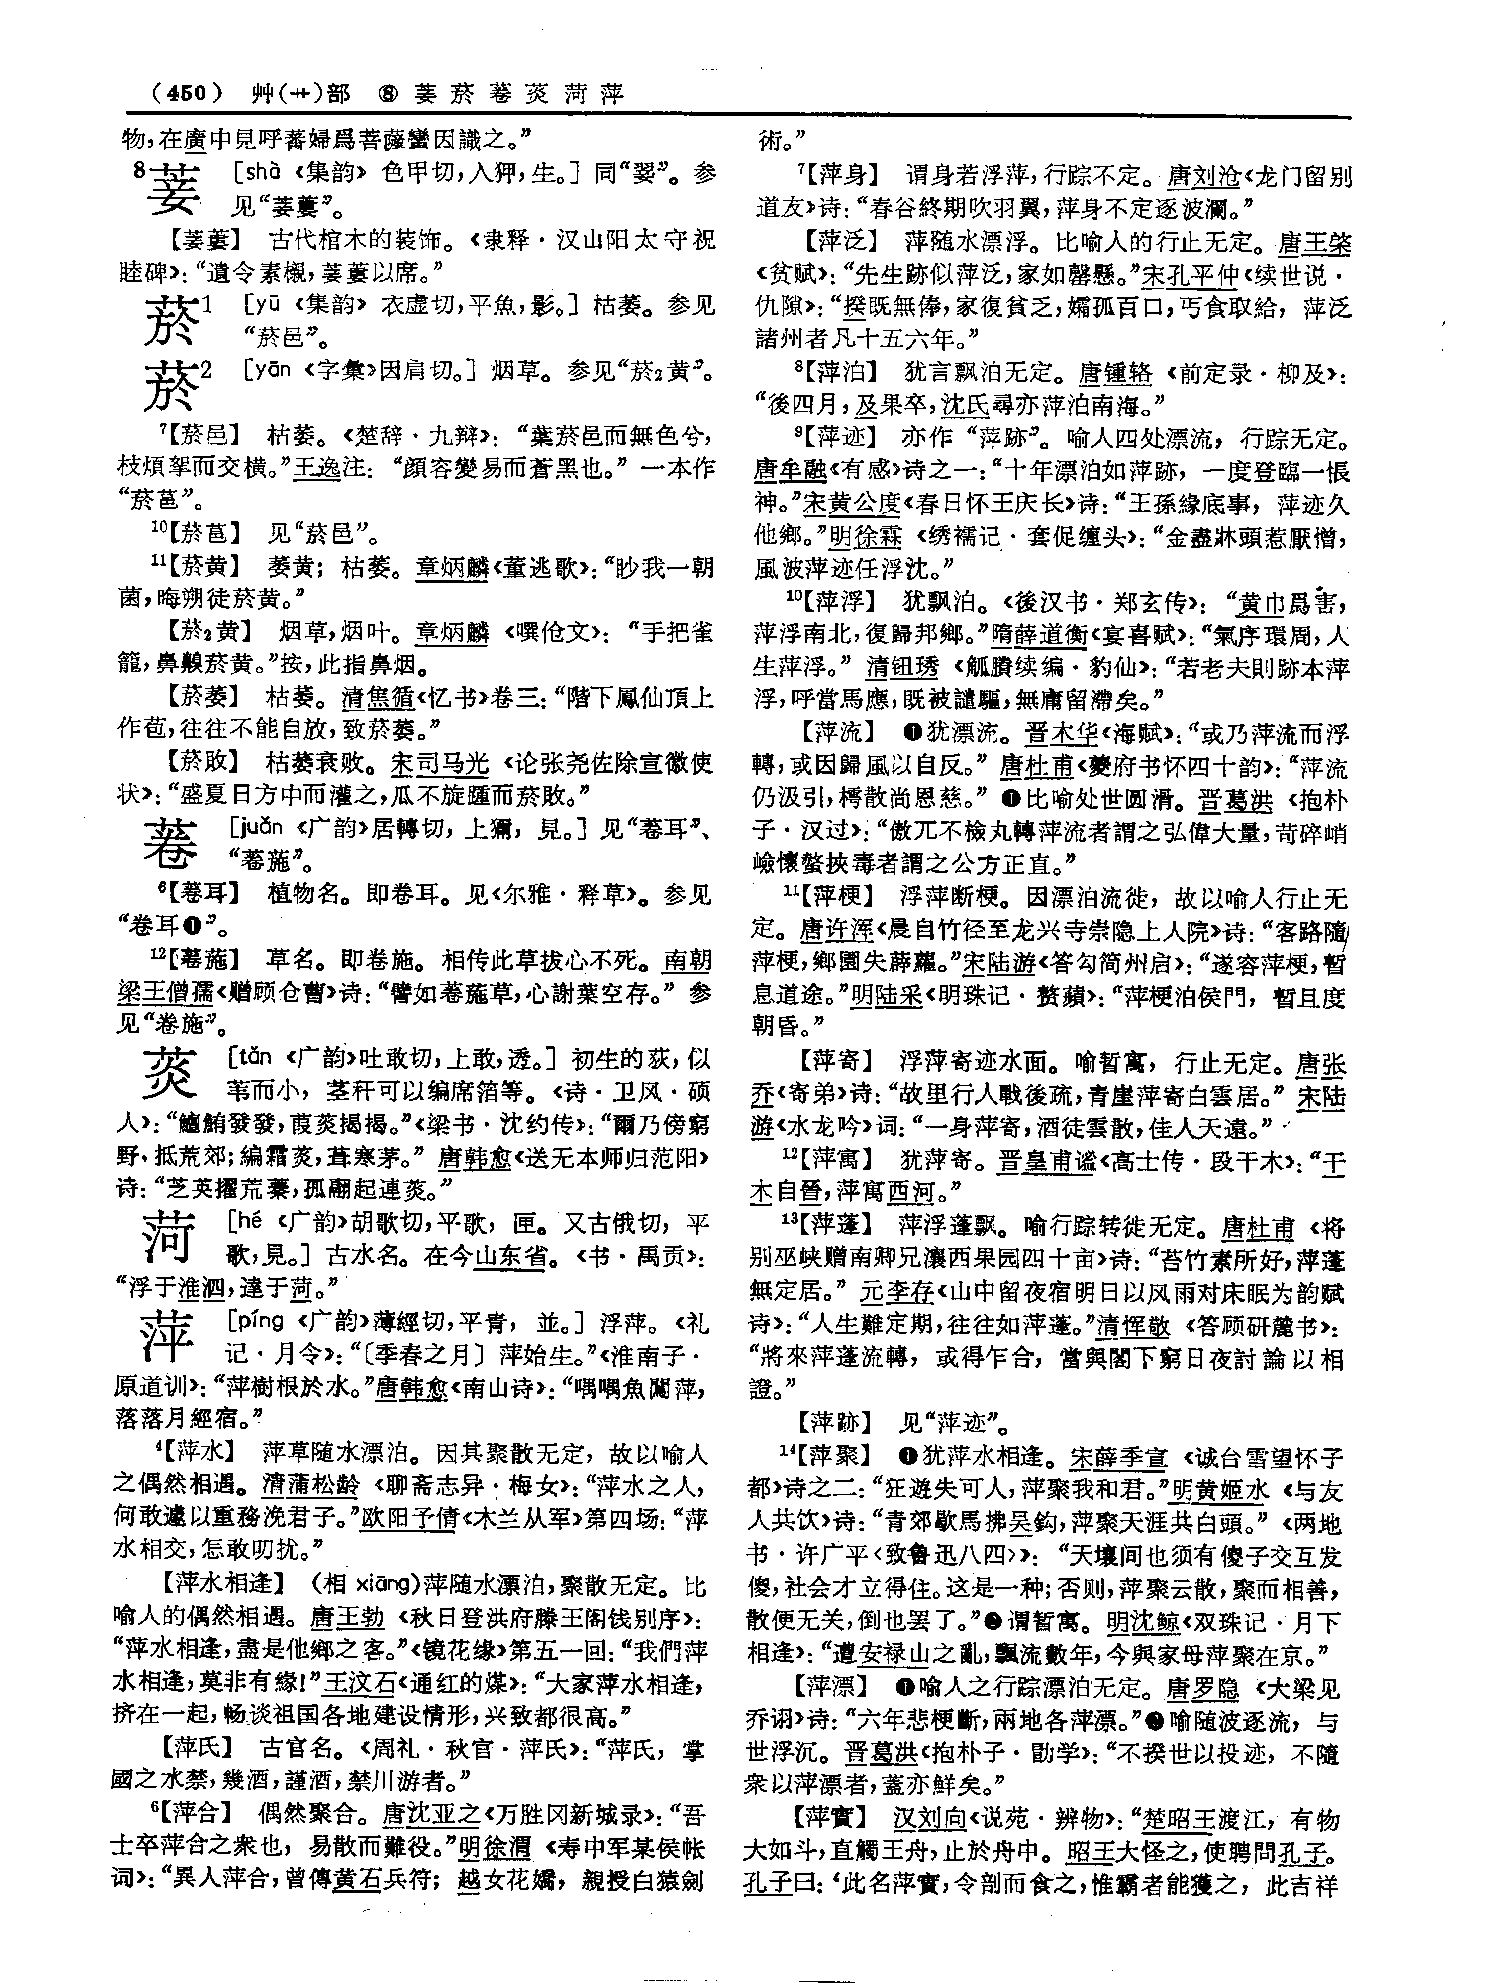 （450） 艸(艹)部 ⑧ 萋 菸 菤 菼 菏 萍
物，在廣中見呼蕃婦爲菩薩蠻因識之。”
8 萐 [shà《集韵》色甲切，入狎，生。] 同“翣”。参
见“萋蔞”。
【萋蔞】 古代棺木的装饰。《隶释·汉山阳太守祝
睦碑》：“遺令素櫬，萋蔞以席。”
菸1 [yū《集韵》衣虚切，平魚，影。] 枯萎。参见
“菸邑”。
菸2 [yān《字彙》因肩切。] 烟草。参见“菸2黄”。
7【菸邑】 枯萎。《楚辞·九辩》：“葉菸邑而無色兮，
枝煩挐而交横。”王逸注：“顔容變易而蒼黑也。”一本作
“菸莒”。
10【菸莒】 见“菸邑”。
11【菸黄】 萎黄；枯萎。章炳麟《董逃歌》：“眇我一朝
菌，晦朔徒菸黄。”
【菸2黄】 烟草，烟叶。章炳麟《噀伧文》：“手把雀
籠，鼻齅菸黄。”按，此指鼻烟。
【菸萎】 枯萎。清焦循《忆书》卷三：“階下鳳仙頂上
作苞，往往不能自放，致菸萎。”
【菸敗】 枯萎衰败。宋司马光《论张尧佐除宣徽使
状》：“盛夏日方中而灌之，瓜不旋踵而菸敗。”
菤 [juǎn《广韵》居轉切，上獮，見。] 见“菤耳”、
“菤葹”。
6【菤耳】 植物名。即卷耳。见《尔雅·释草》。参见
“卷耳❶”。
12【菤葹】 草名。即卷施。相传此草拔心不死。南朝
梁王僧孺《赠顾仓曹》诗：“譬如菤葹草，心謝葉空存。”参
见“卷施”。
菼 [tǎn《广韵》吐敢切，上敢，透。] 初生的荻，似
苇而小，茎秆可以编席箔等。《诗·卫风·硕
人》：“鱣鮪發發，葭菼揭揭。”《梁书·沈约传》：“爾乃傍窮
野，抵荒郊；編霜菼，葺寒茅。”唐韩愈《送无本师归范阳》
诗：“芝英擢荒蓁，孤翮起連菼。”
菏 [hé《广韵》胡歌切，平歌，匣。又古俄切，平
歌，見。] 古水名。在今山东省。《书·禹贡》：
“浮于淮泗，達于菏。”
萍 [píng《广韵》薄經切，平青，並。] 浮萍。《礼
记·月令》：“〔季春之月〕萍始生。”《淮南子·
原道训》：“萍樹根於水。”唐韩愈《南山诗》：“喁喁魚闖萍，
落落月經宿。”
4【萍水】 萍草随水漂泊。因其聚散无定，故以喻人
之偶然相遇。清蒲松龄《聊斋志异·梅女》：“萍水之人，
何敢遽以重務浼君子。”欧阳予倩《木兰从军》第四场：“萍
水相交，怎敢叨扰。”
【萍水相逢】（相 xiāng）萍随水漂泊，聚散无定。比
喻人的偶然相遇。唐王勃《秋日登洪府滕王阁饯别序》：
“萍水相逢，盡是他鄉之客。”《镜花缘》第五一回：“我們萍
水相逢，莫非有緣！”王汶石《通红的煤》：“大家萍水相逢，
挤在一起，畅谈祖国各地建设情形，兴致都很高。”
【萍氏】 古官名。《周礼·秋官·萍氏》：“萍氏，掌
國之水禁，幾酒，謹酒，禁川游者。”
6【萍合】 偶然聚合。唐沈亚之《万胜冈新城录》：“吾
士卒萍合之衆也，易散而難役。”明徐渭《寿中军某侯帐
词》：“異人萍合，曾傳黄石兵符；越女花嬌，親授白猿劍
術。”
7【萍身】 谓身若浮萍，行踪不定。唐刘沧《龙门留别
道友》诗：“春谷終期吹羽翼，萍身不定逐波瀾。”
【萍泛】 萍随水漂浮。比喻人的行止无定。唐王棨
《贫赋》：“先生跡似萍泛，家如罄懸。”宋孔平仲《续世说·
仇隙》：“揆既無俸，家復貧乏，孀孤百口，丐食取給，萍泛
諸州者凡十五六年。”
8【萍泊】 犹言飘泊无定。唐锺辂《前定录·柳及》：
“後四月，及果卒，沈氏尋亦萍泊南海。”
9【萍迹】 亦作“萍跡”。喻人四处漂流，行踪无定。
唐牟融《有感》诗之一：“十年漂泊如萍跡，一度登臨一悵
神。”宋黄公度《春日怀王庆长》诗：“王孫緣底事，萍迹久
他鄉。”明徐霖《绣襦记·套促缠头》：“金盡牀頭惹厭憎，
風波萍迹任浮沈。”
10【萍浮】 犹飘泊。《後汉书·郑玄传》：“黄巾爲害，
萍浮南北，復歸邦鄉。”隋薛道衡《宴喜赋》：“氣序環周，人
生萍浮。”清钮琇《觚賸续编·豹仙》：“若老夫則跡本萍
浮，呼當馬應，既被譴驅，無庸留滯矣。”
【萍流】 ❶犹漂流。晋木华《海赋》：“或乃萍流而浮
轉，或因歸風以自反。”唐杜甫《夔府书怀四十韵》：“萍流
仍汲引，樗散尚恩慈。”❶比喻处世圆滑。晋葛洪《抱朴
子·汉过》：“傲兀不檢丸轉萍流者謂之弘偉大量，苛碎峭
嶮懷螫挾毒者謂之公方正直。”
11【萍梗】 浮萍断梗。因漂泊流徙，故以喻人行止无
定。唐许浑《晨自竹径至龙兴寺崇隐上人院》诗：“客路隨
萍梗，鄉園失薜蘿。”宋陆游《答勾简州启》：“遂容萍梗，暫
息道途。”明陆采《明珠记·赘蘋》：“萍梗泊侯門，暫且度
朝昏。”
【萍寄】 浮萍寄迹水面。喻暂寓，行止无定。唐张
乔《寄弟》诗：“故里行人戰後疏，青崖萍寄白雲居。”宋陆
游《水龙吟》词：“一身萍寄，酒徒雲散，佳人天遠。”
12【萍寓】 犹萍寄。晋皇甫谧《高士传·段干木》：“干
木自晉，萍寓西河。”
13【萍蓬】 萍浮蓬飘。喻行踪转徙无定。唐杜甫《将
别巫峡赠南卿兄瀼西果园四十亩》诗：“苔竹素所好，萍蓬
無定居。”元李存《山中留夜宿明日以风雨对床眠为韵赋
诗》：“人生難定期，往往如萍蓬。”清恽敬《答顾研麓书》：
“將來萍蓬流轉，或得乍合，當與閣下窮日夜討論以相
證。”
【萍跡】 见“萍迹”。
14【萍聚】 ❶犹萍水相逢。宋薛季宣《诚台雪望怀子
都》诗之二：“狂遊失可人，萍聚我和君。”明黄姬水《与友
人共饮》诗：“青郊歇馬拂吴鈎，萍聚天涯共白頭。”《两地
书·许广平〈致鲁迅八四〉》：“天壤间也须有傻子交互发
傻，社会才立得住。这是一种；否则，萍聚云散，聚而相善，
散便无关，倒也罢了。”❷谓暂寓。明沈鲸《双珠记·月下
相逢》：“遭安禄山之亂，飄流數年，今與家母萍聚在京。”
【萍漂】 ❶喻人之行踪漂泊无定。唐罗隐《大梁见
乔诩》诗：“六年悲梗斷，兩地各萍漂。”❷喻随波逐流，与
世浮沉。晋葛洪《抱朴子·勖学》：“不揆世以投迹，不隨
衆以萍漂者，蓋亦鮮矣。”
【萍實】 汉刘向《说苑·辨物》：“楚昭王渡江，有物
大如斗，直觸王舟，止於舟中。昭王大怪之，使聘問孔子。
孔子曰：‘此名萍實，令剖而食之，惟霸者能獲之，此吉祥